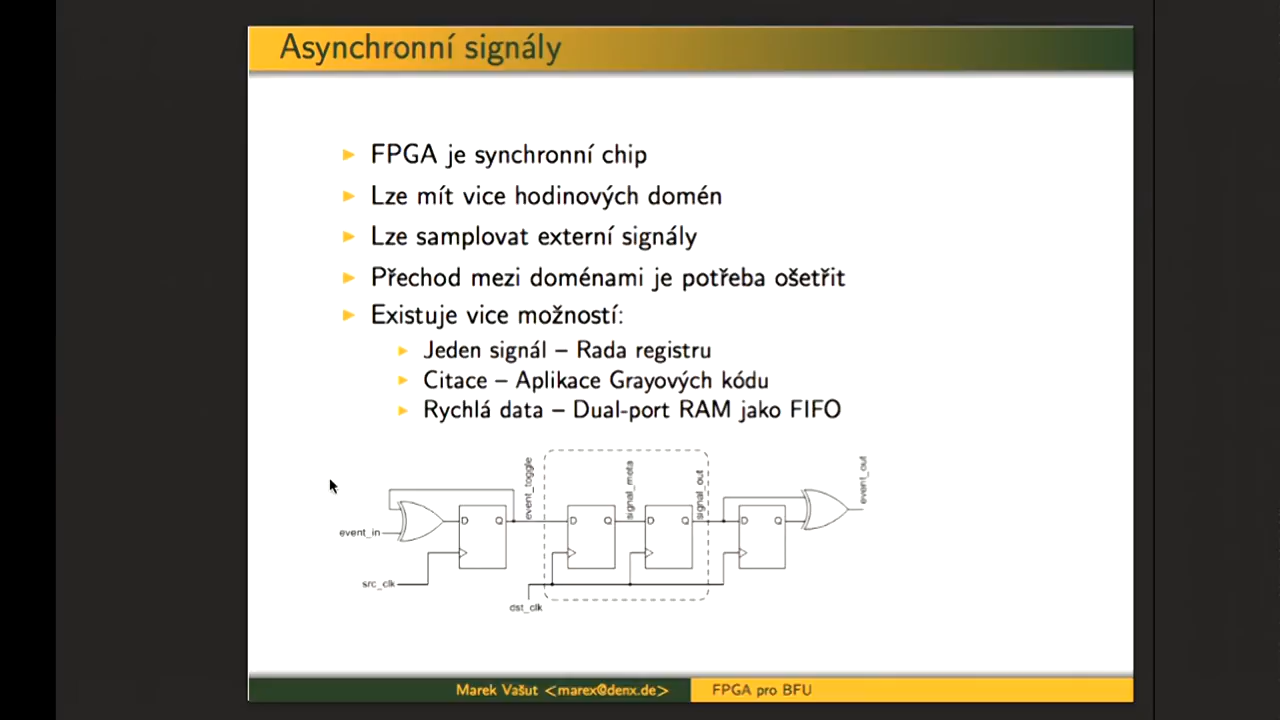 Asynchronní signály
FPGA je synchronní chip
Lze mít vice hodinových domén
Lze samplovat externí signály
Přechod mezi doménami je potřeba ošetřit
Existuje vice možností:
Jeden signál – Rada registru
Citace – Aplikace Grayových kódu
Rychlá data – Dual-port RAM jako FIFO
event_toggle
signal_meta
signal_out
event_out
D Q
D Q
D Q
D Q
event_in
src_clk
dst_clk
Marek Vašut <marex@denx.de>
FPGA pro BFU